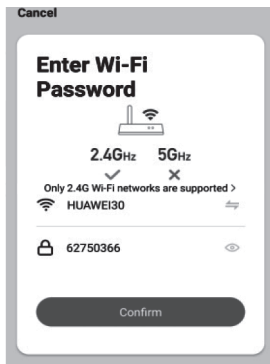 Cancel
Enter Wi-Fi
Password
2.4GHz 5GHz
Only 2.4G Wi-Fi networks are supported >
HUAWEI30
62750366
Confirm